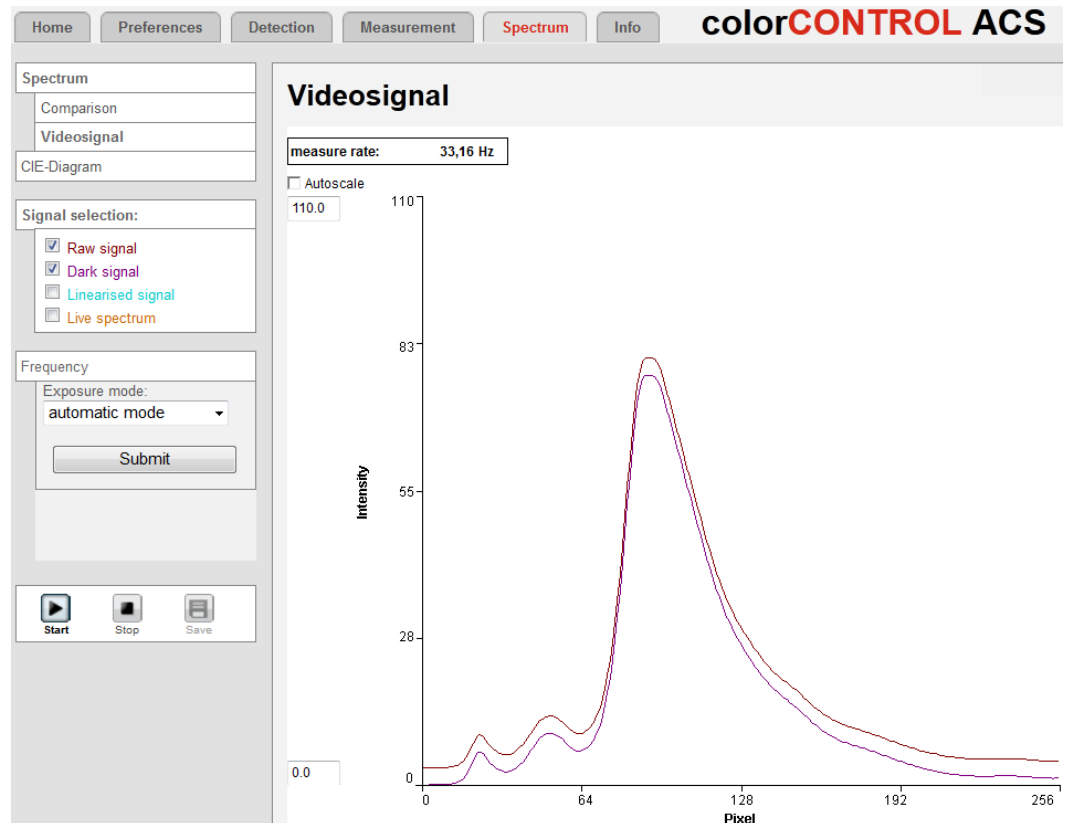 Home Preferences Detection Measurement Spectrum Info colorCONTROL ACS
Spectrum
Comparison
Videosignal
CIE-Diagram
Signal selection:
Raw signal
Dark signal
Linearised signal
Live spectrum
Frequency
Exposure mode:
automatic mode
Submit
Start Stop Save
Videosignal
measure rate: 33,16 Hz
Autoscale
110.0
110
83
55
28
0
0.0
Intensity
0 64 128 192 256
Pixel